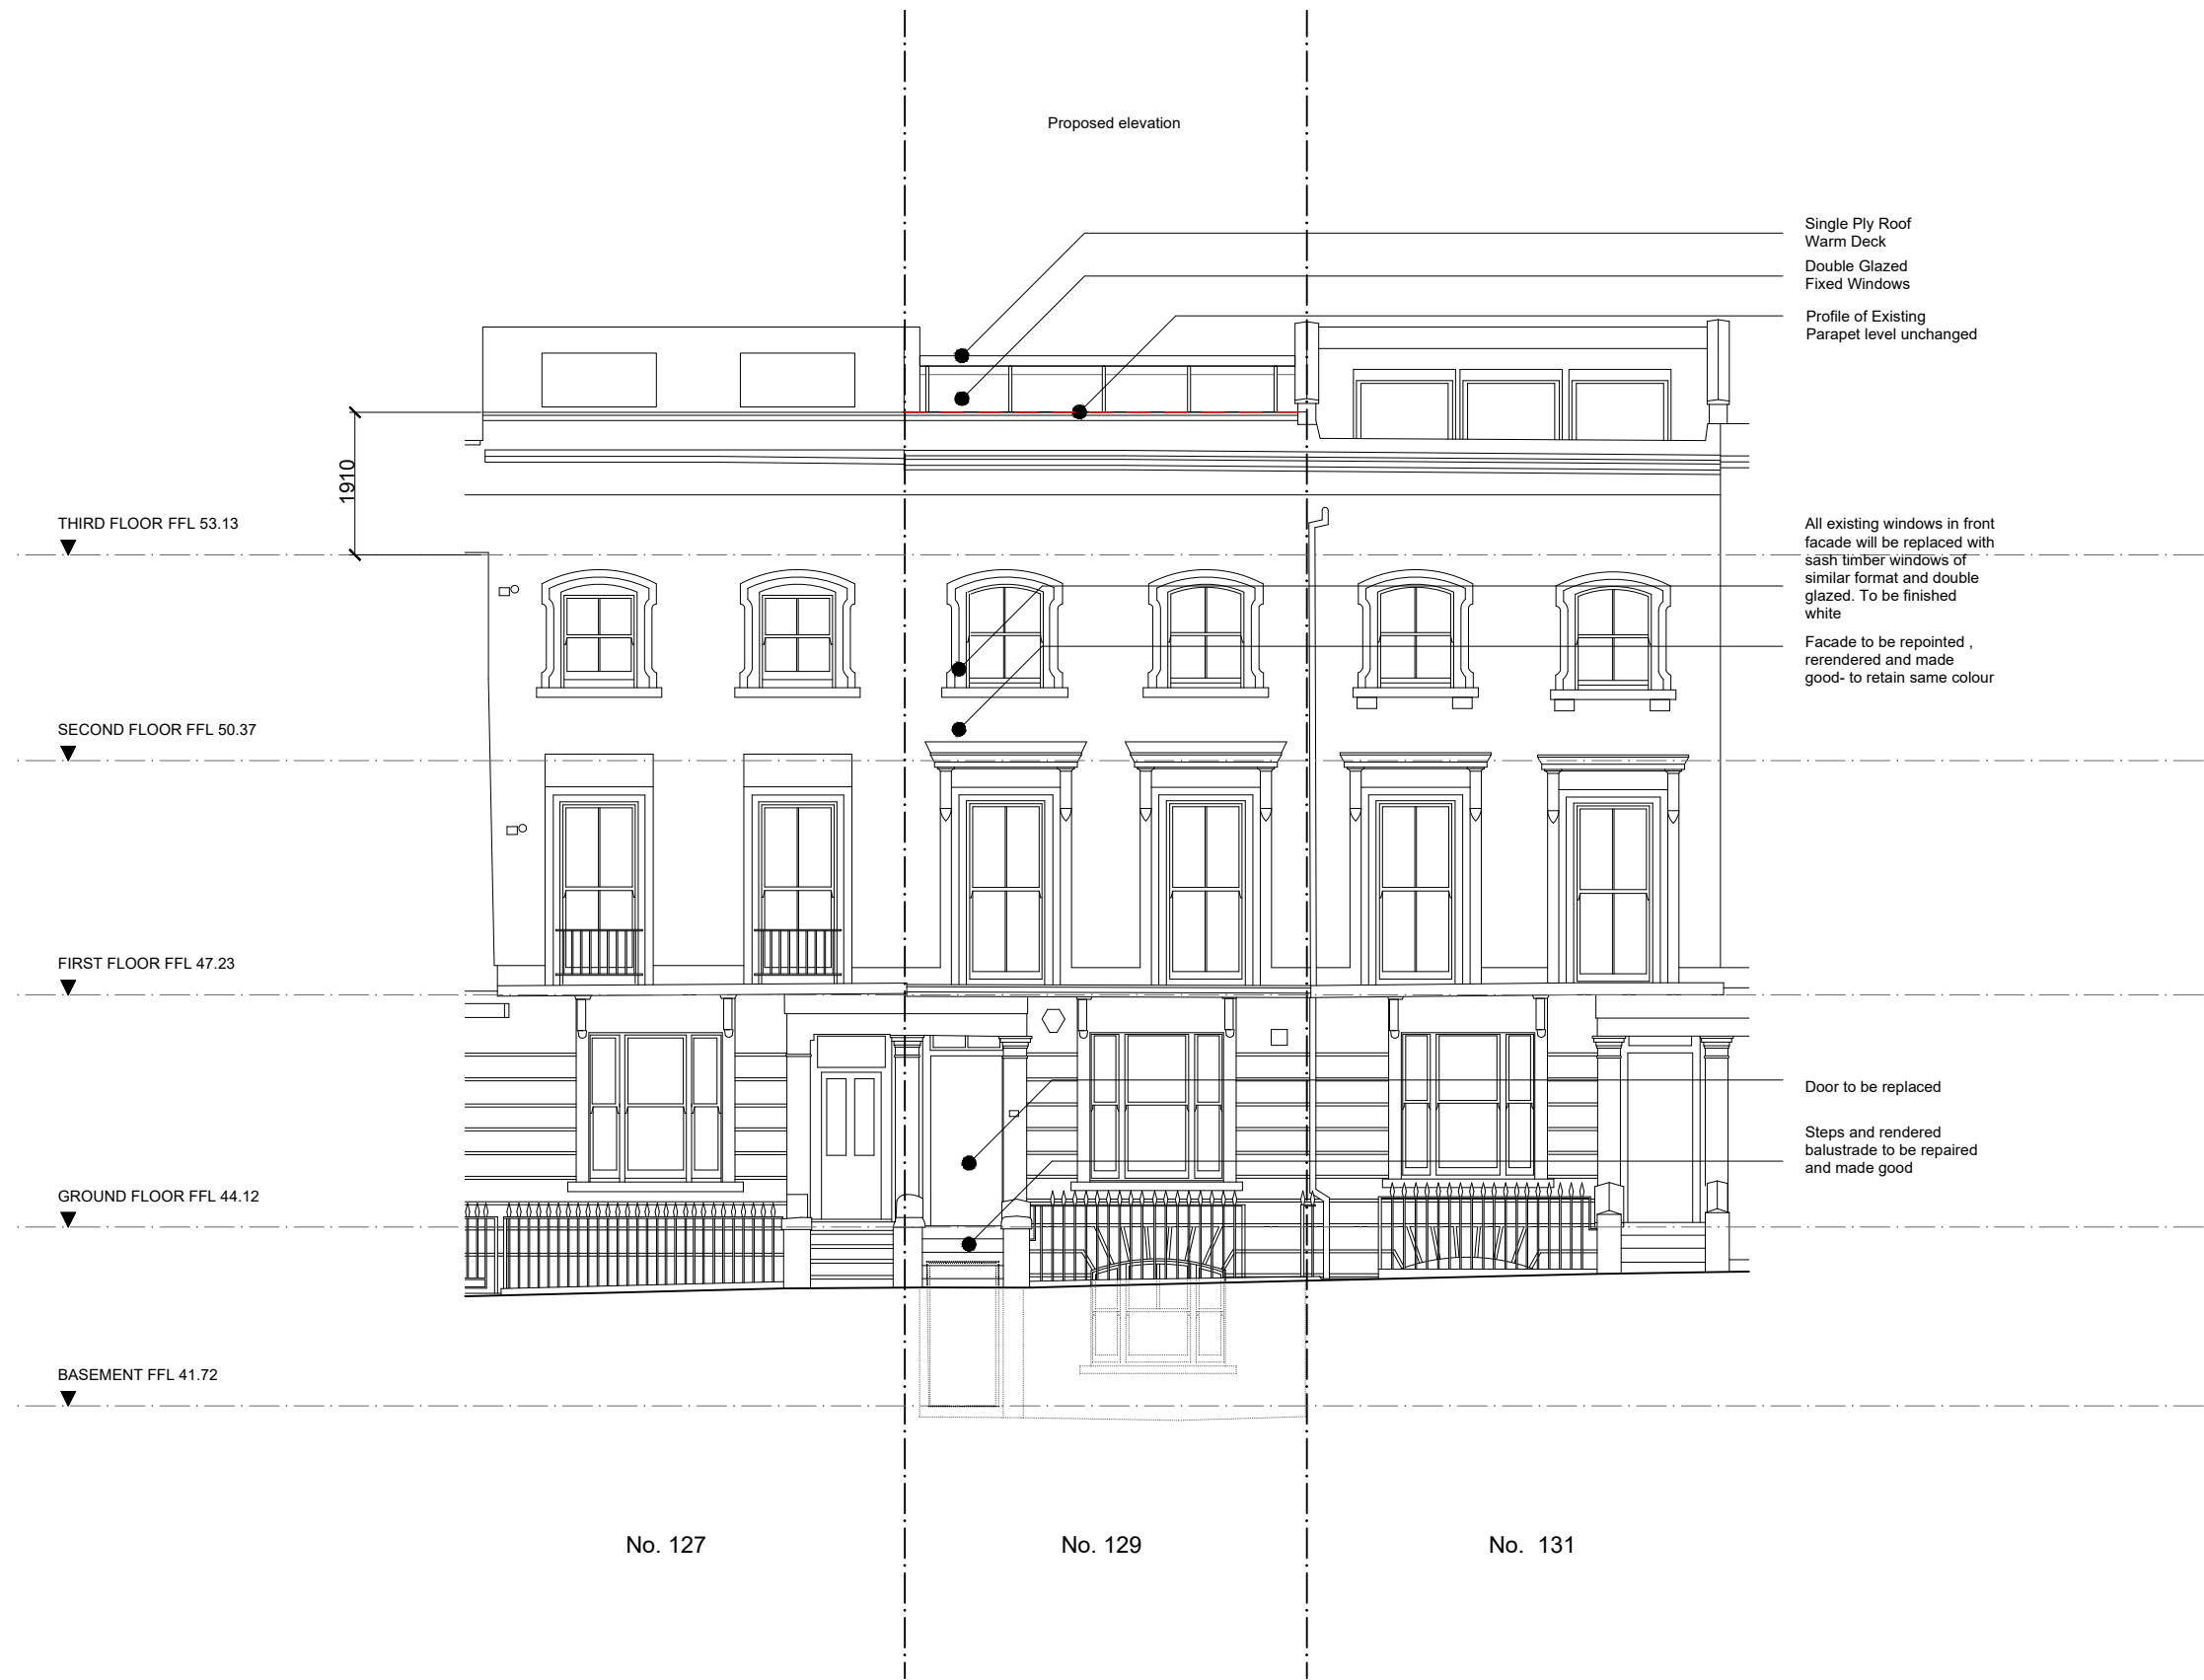 Proposed elevation
Single Ply Roof
Warm Deck
Double Glazed
Fixed Windows
Profile of Existing
Parapet level unchanged
1910
THIRD FLOOR FFL 53.13
All existing windows in front
facade will be replaced with
sash timber windows of
similar format and double
glazed. To be finished
white
Facade to be repointed ,
rerendered and made
good- to retain same colour
SECOND FLOOR FFL 50.37
FIRST FLOOR FFL 47.23
Door to be replaced
Steps and rendered
balustrade to be repaired
and made good
GROUND FLOOR FFL 44.12
BASEMENT FFL 41.72
No. 127
No. 129
No. 131